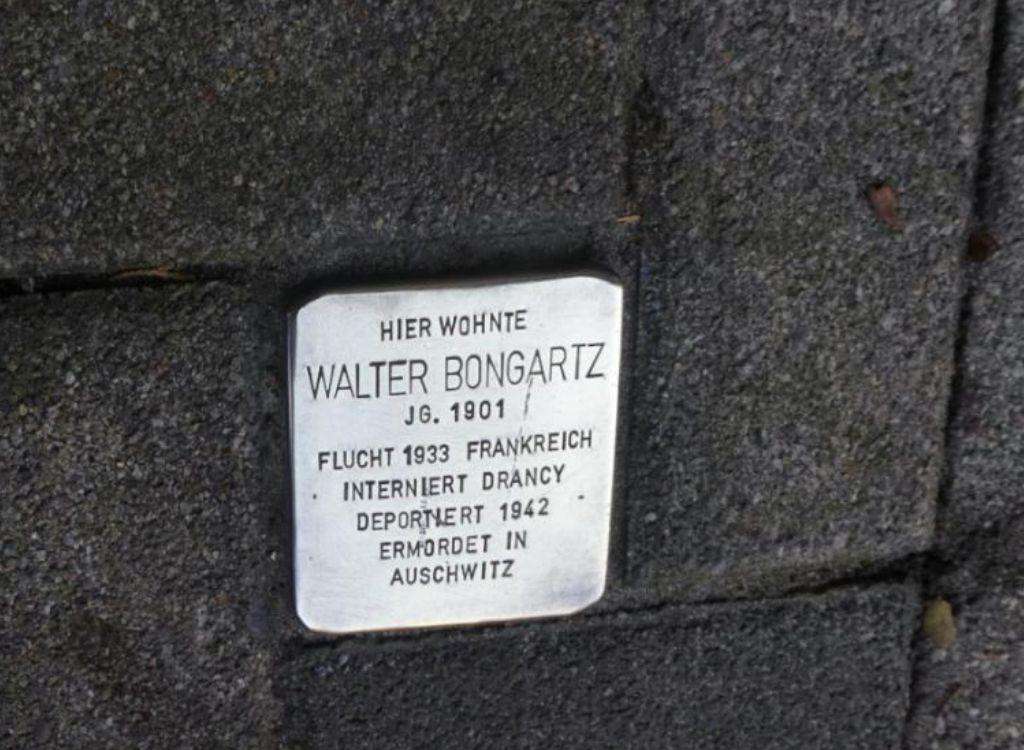 HIER WOHNTE
WALTER BONGARTZ
JG. 1901
FLUCHT 1933 FRANKREICH
INTERNIERT DRANCY
DEPORTIERT 1942
ERMORDET IN
AUSCHWITZ